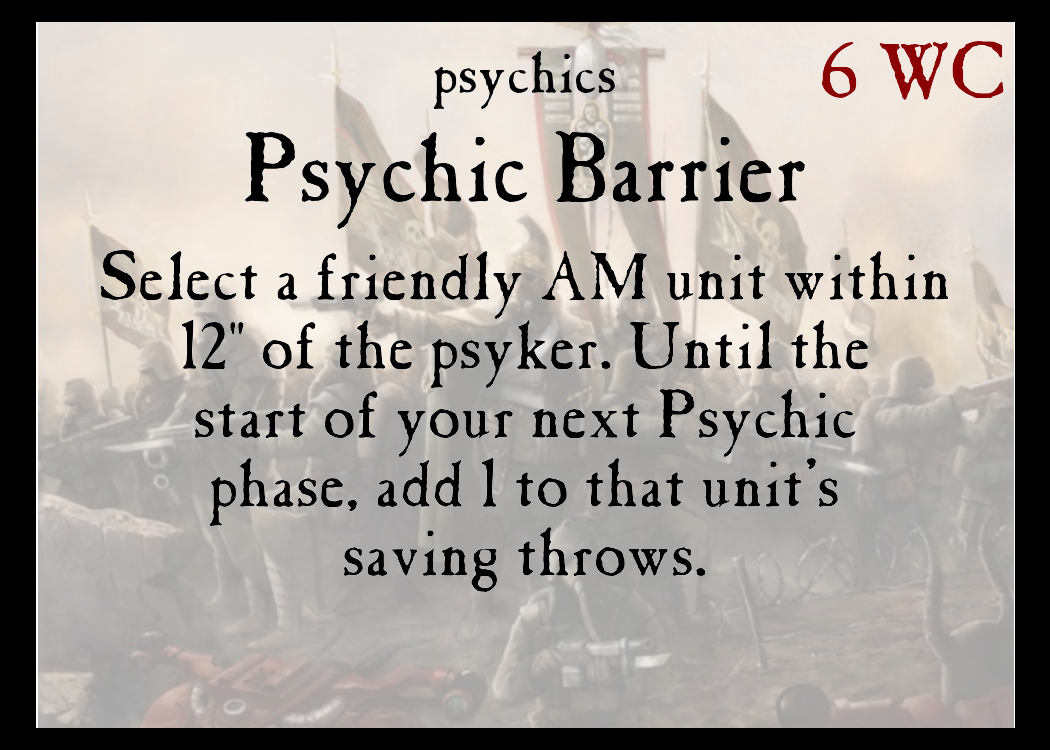 6 WC
psychics
Psychic Barrier
Select a friendly AM unit within
12" of the psyker. Until the
start of your next Psychic
phase, add 1 to that unit's
saving throws.